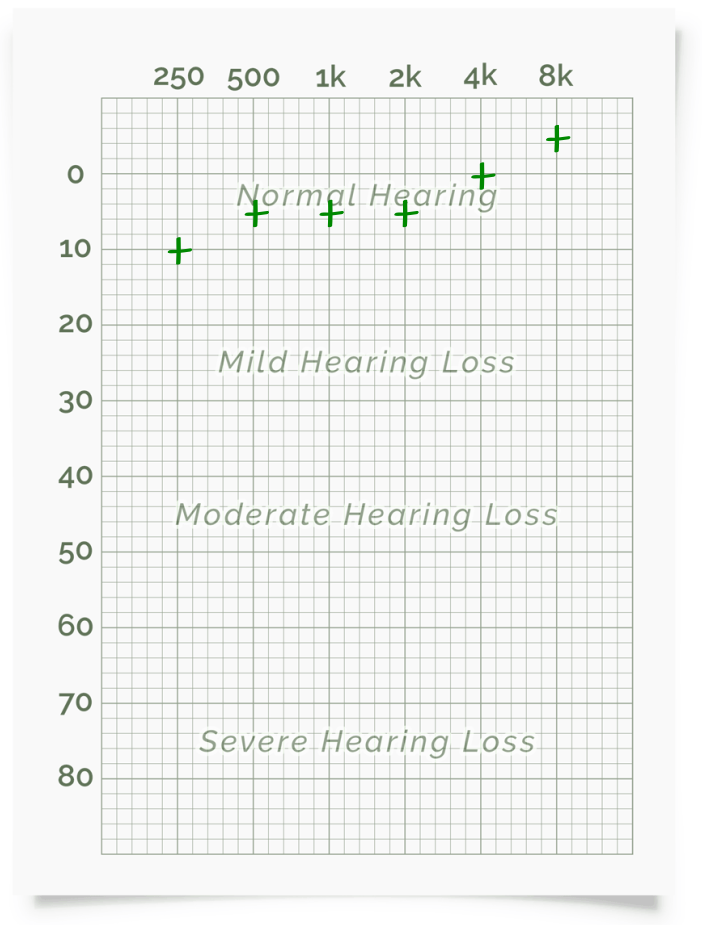 250 500 1k 2k 4k 8k
0
Normal Hearing
10
20
Mild Hearing Loss
30
40
Moderate Hearing Loss
50
60
70
Severe Hearing Loss
80